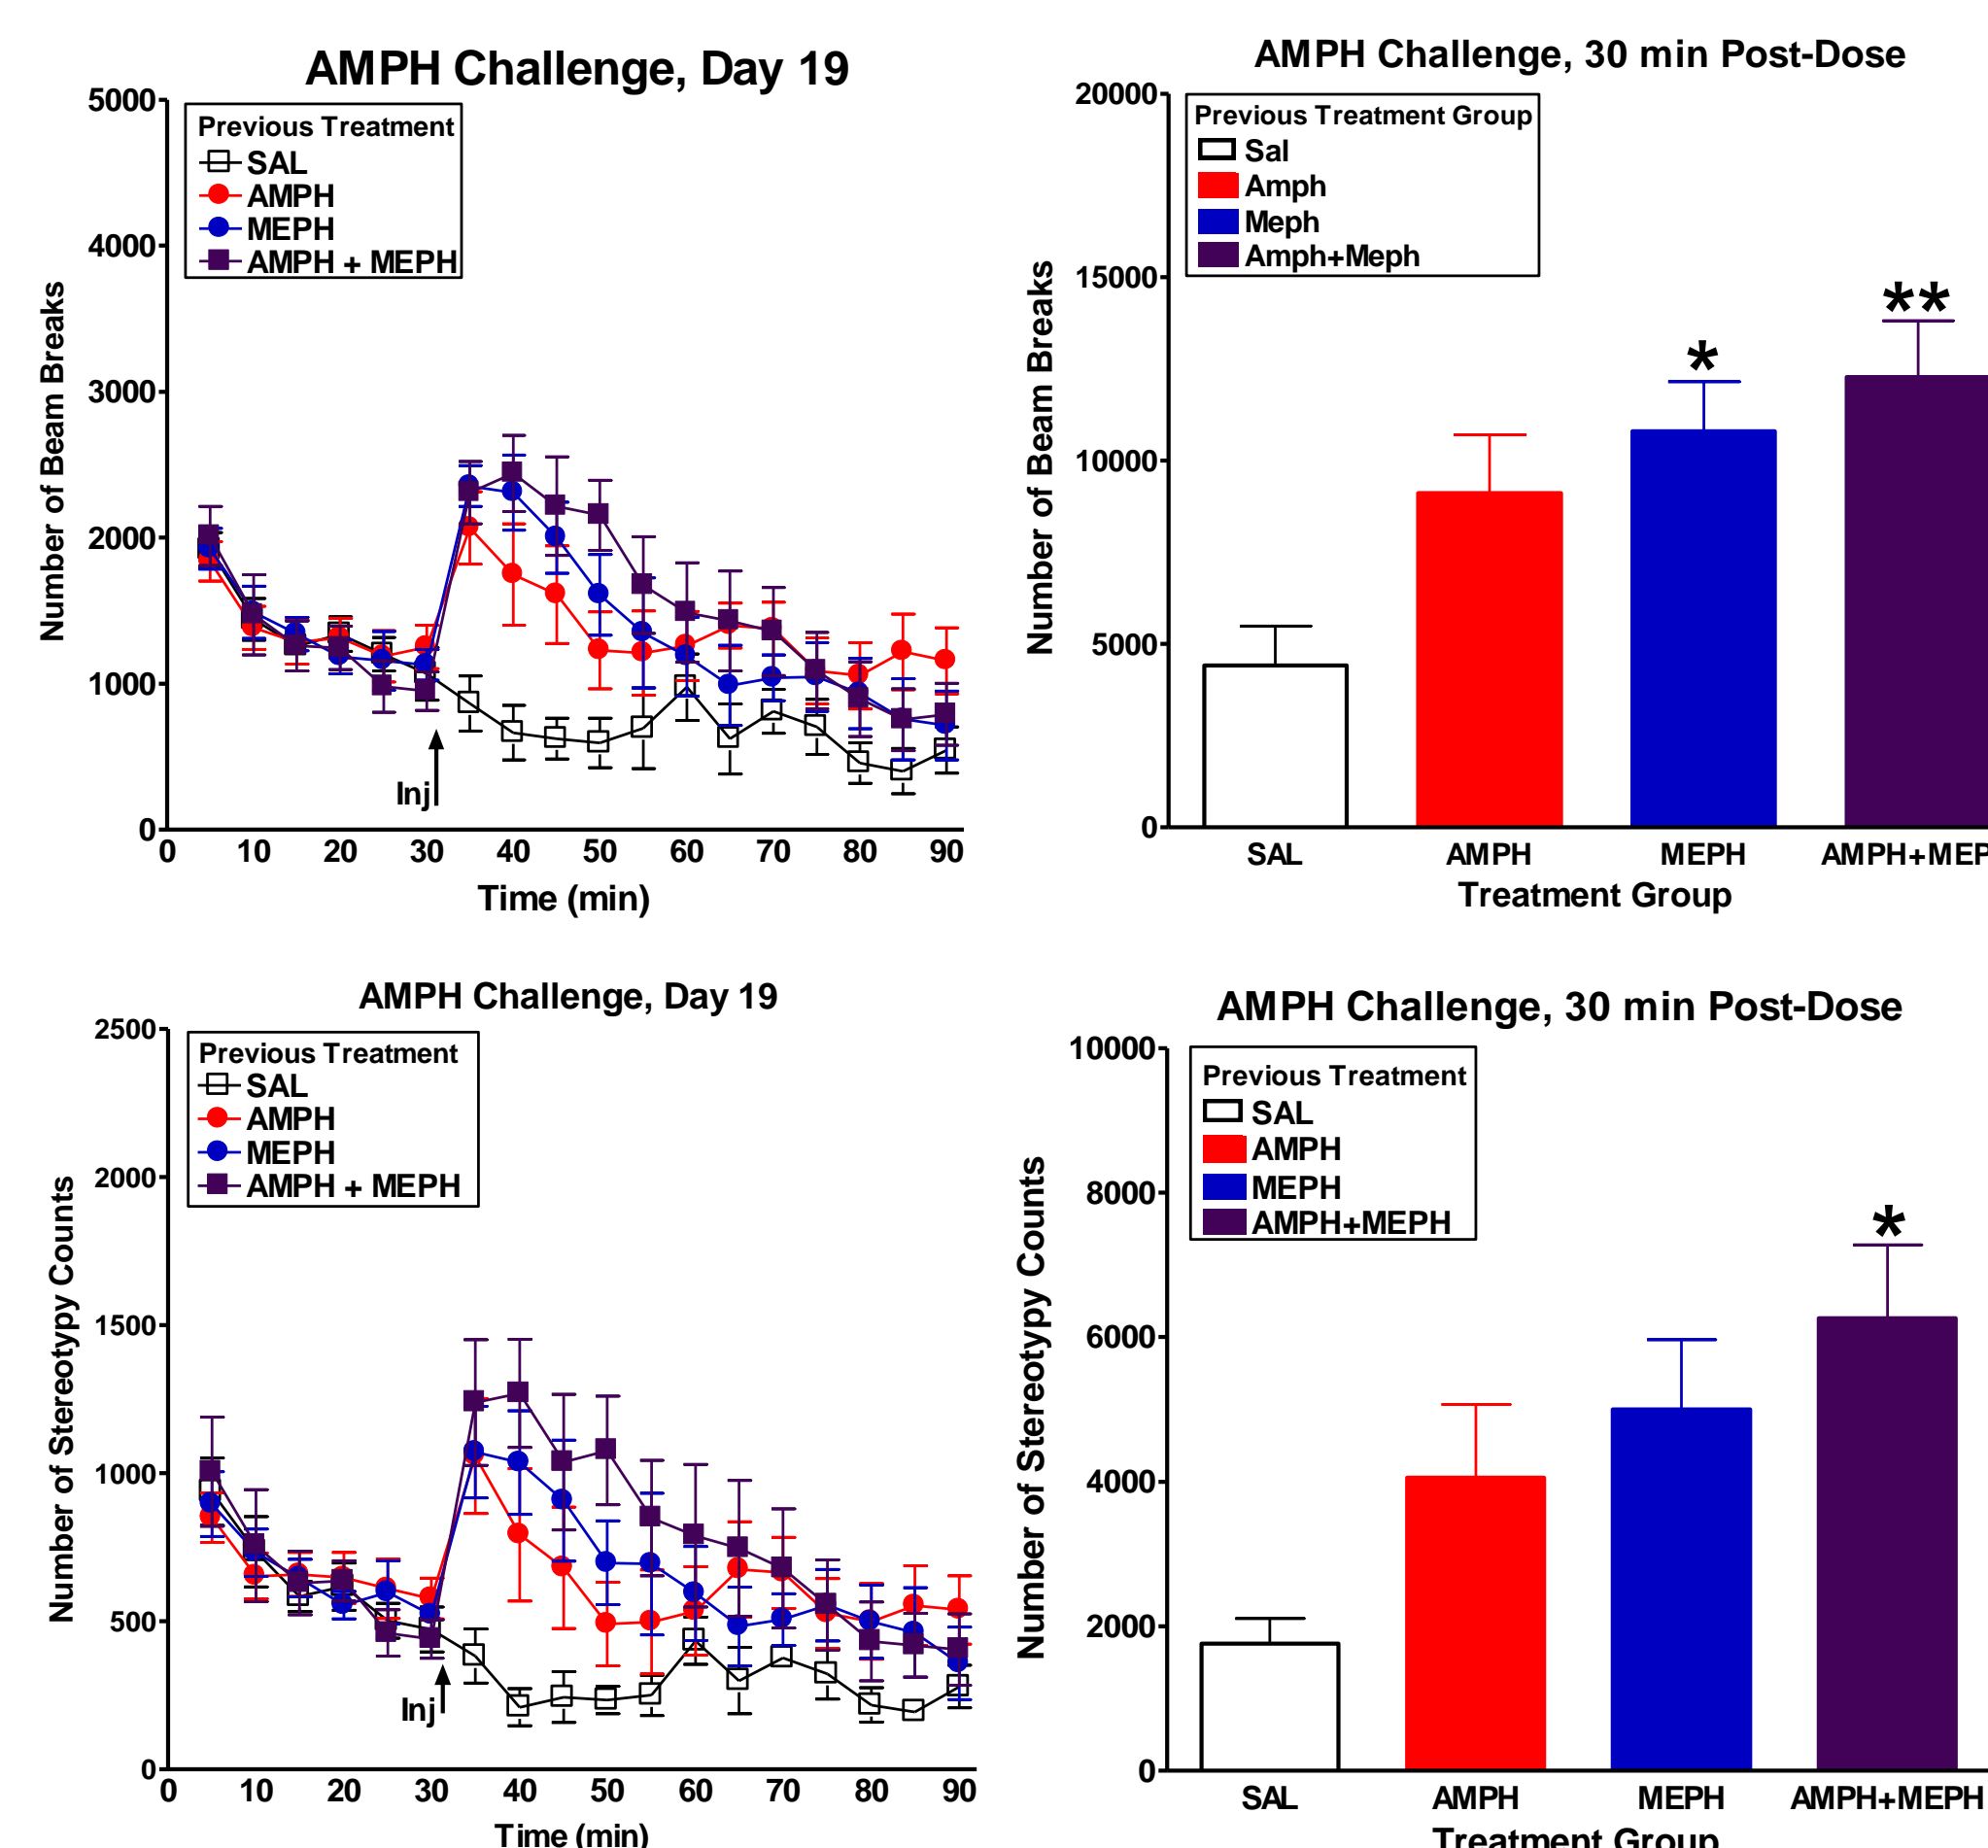 AMPH Challenge, Day 19
5000
4000
3000
2000
1000
0
Number of Beam Breaks
Previous Treatment
SAL
AMPH
MEPH
AMPH + MEPH
Inj
0 10 20 30 40 50 60 70 80 90
Time (min)
AMPH Challenge, 30 min Post-Dose
20000
15000
10000
5000
0
Number of Beam Breaks
Previous Treatment Group
Sal
Amph
Meph
Amph+Meph
*
**
SAL AMPH MEPH AMPH+MEP
Treatment Group
AMPH Challenge, Day 19
2500
2000
1500
1000
500
0
Number of Stereotypy Counts
Previous Treatment
SAL
AMPH
MEPH
AMPH + MEPH
Inj
0 10 20 30 40 50 60 70 80 90
Time (min)
AMPH Challenge, 30 min Post-Dose
10000
8000
6000
4000
2000
0
Number of Stereotypy Counts
Previous Treatment
SAL
AMPH
MEPH
AMPH+MEPH
*
SAL AMPH MEPH AMPH+MEPH
Treatment Group